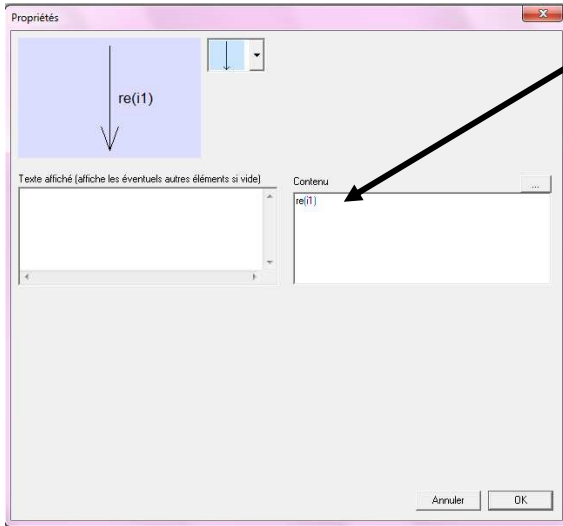 Propriétés
re(i1)
Texte affiché (affiche les éventuels autres éléments si vide)
Contenu
...
re(i1)
Annuler
OK